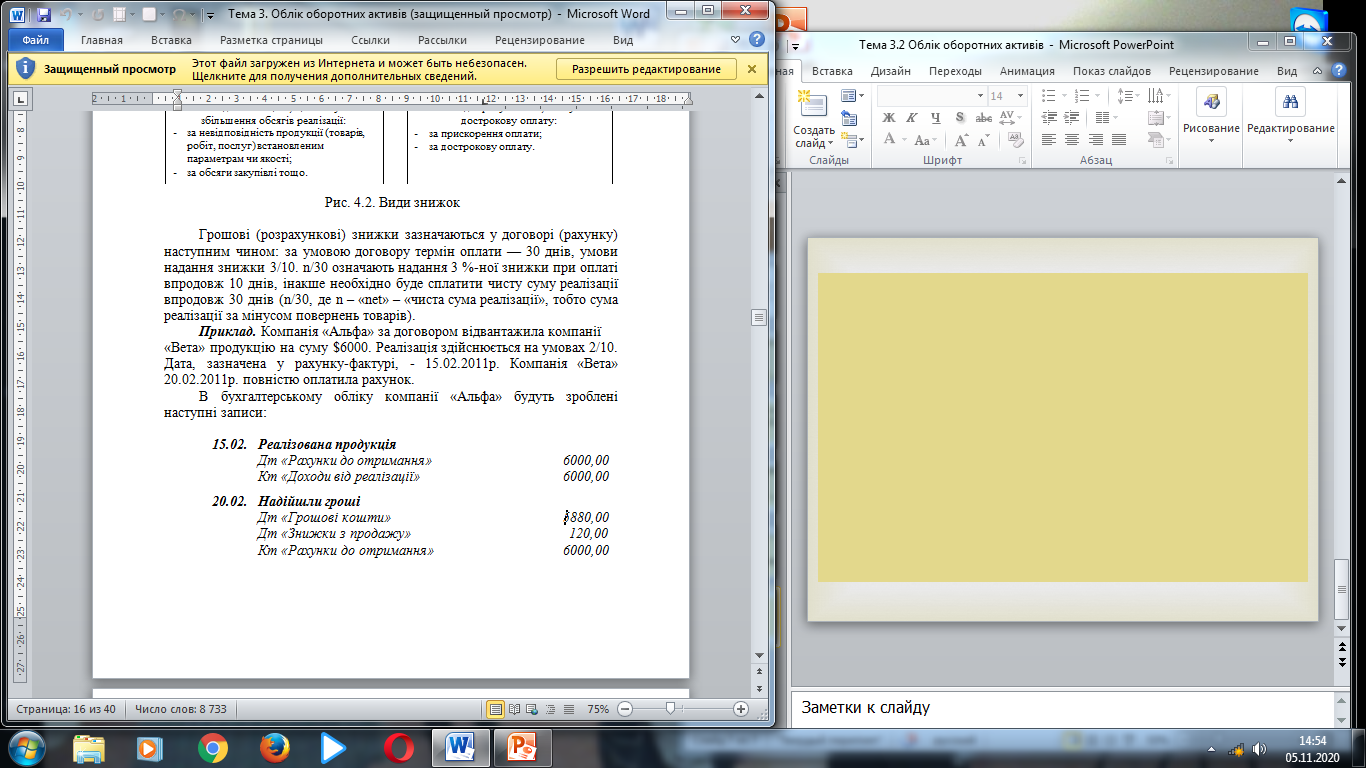 Тема 3. Облік оборотних активів (защищенный просмотр) - Microsoft Word
Файл Главная Вставка Разметка страницы Ссылки Рассылки Рецензирование Вид
Защищенный просмотр Этот файл загружен из Интернета и может быть небезопасен.
Щелкните для получения дополнительных сведений.
Разрешить редактирование
збільшення обсягів реалізації:
- за невідповідність продукції (товарів,
робіт, послуг)встановленим
параметрам чи якості;
- за обсяги закупівлі тощо.
дострокову оплату:
- за прискорення оплати;
- за дострокову оплату.
Рис. 4.2. Види знижок
Грошові (розрахункові) знижки зазначаються у договорі (рахунку)
наступним чином: за умовою договору термін оплати — 30 днів, умови
надання знижки 3/10. n/30 означають надання 3 %-ної знижки при оплаті
впродовж 10 днів, інакше необхідно буде сплатити чисту суму реалізації
впродовж 30 днів (n/30, де n – «net» – «чиста сума реалізації», тобто сума
реалізації за мінусом повернень товарів).
Приклад. Компанія «Альфа» за договором відвантажила компанії
«Вета» продукцію на суму $6000. Реалізація здійснюється на умовах 2/10.
Дата, зазначена у рахунку-фактурі, - 15.02.2011р. Компанія «Вета»
20.02.2011р. повністю оплатила рахунок.
В бухгалтерському обліку компанії «Альфа» будуть зроблені
наступні записи:
15.02. Реалізована продукція
Дт «Рахунки до отримання» 6000,00
Кт «Доходи від реалізації» 6000,00
20.02. Надійшли гроші
Дт «Грошові кошти» 5880,00
Дт «Знижки з продажу» 120,00
Кт «Рахунки до отримання» 6000,00
Страница: 16 из 40 Число слов: 8 733 75%
Тема 3.2 Облік оборотних активів - Microsoft PowerPoint
ная Вставка Дизайн Переходы Анимация Показ слайдов Рецензирование Вид
14
Создать
слайд
Слайды
Ж К Ч S abc AV
A Aa A A
Шрифт
Абзац
Рисование
Редактирование
Заметки к слайду
14:54
05.11.2020